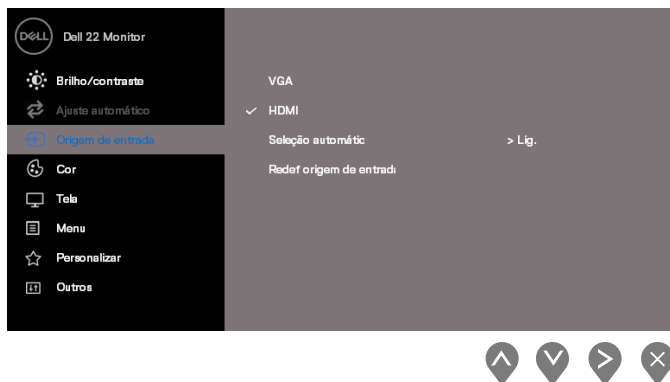 DELL
Dell 22 Monitor
Brilho/contraste
VGA
Ajuste automático
HDMI
Origem de entrada
Seleção automátic
> Lig.
Cor
Redef origem de entrad
Tela
Menu
Personalizar
Outros